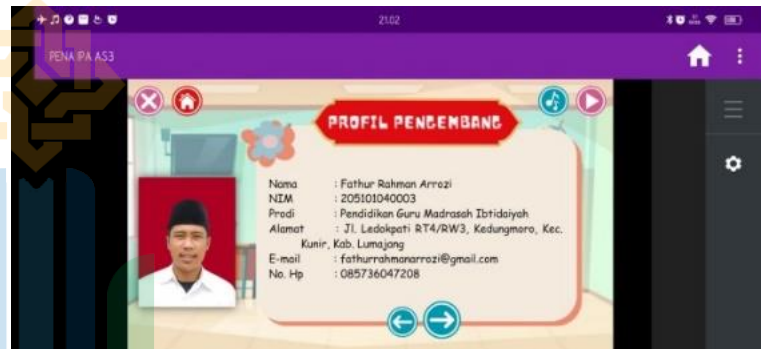 21.02
PENA IPA AS3
PROFIL PENGEMBANG
Nama : Fathur Rahman Arrozi
NIM : 205101040003
Prodi : Pendidikan Guru Madrasah Ibtidaiyah
Alamat : Jl. Ledokpati RT4/RW3, Kedungmoro, Kec.
Kunir, Kab. Lumajang
E-mail : fathurrahmanarrozi@gmail.com
No. Hp : 085736047208